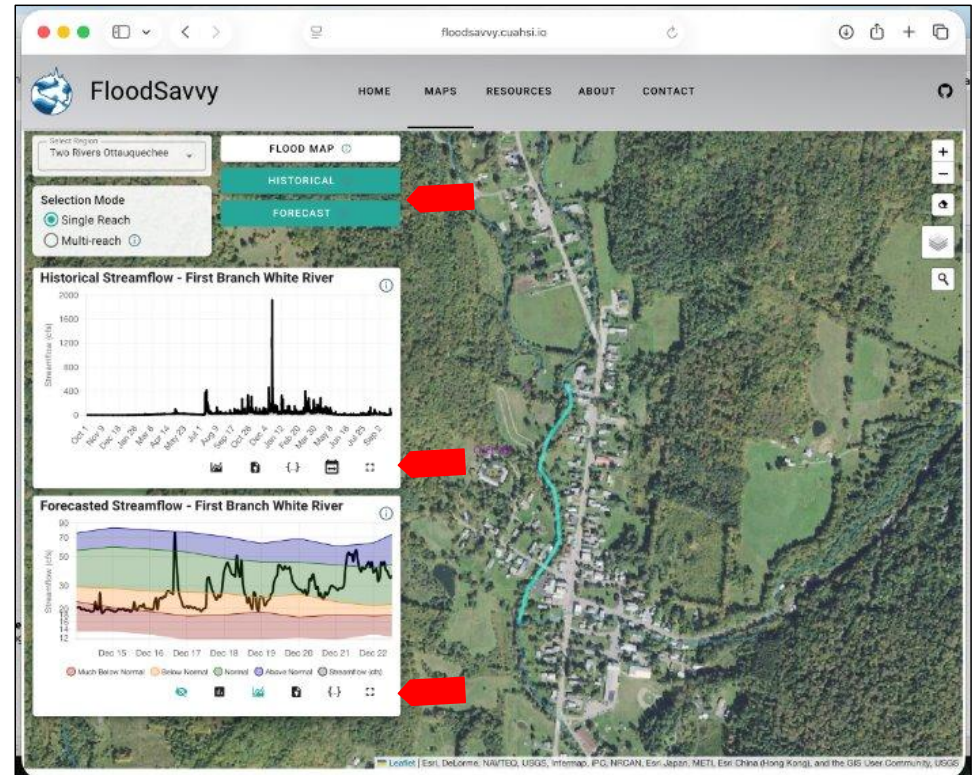 floodsavvy.cuahsi.io
FloodSavvy
HOME MAPS RESOURCES ABOUT CONTACT
Select Region
Two Rivers Ottauquechee
FLOOD MAP
HISTORICAL
FORECAST
Selection Mode
Single Reach
Multi-reach
+
−
Historical Streamflow - First Branch White River
Streamflow (cfs)
2000
1600
1200
800
400
0
Oct 1 Nov 9 Dec 18 Jan 26 Mar 6 Apr 14 May 23 Jul 1 Aug 9 Sep 17 Oct 26 Dec 4 Jan 12 Feb 20 Mar 30 May 8 Jun 16 Jul 23 Sep 2
{..}
Forecasted Streamflow - First Branch White River
Streamflow (cfs)
90
70
50
30
20
18
16
14
12
Dec 15 Dec 16 Dec 17 Dec 18 Dec 19 Dec 20 Dec 21 Dec 22
Much Below Normal Below Normal Normal Above Normal Streamflow (cfs)
{..}
Leaflet | Esri, DeLorme, NAVTEQ, USGS, Intermap, iPC, NRCAN, Esri Japan, METI, Esri China (Hong Kong), and the GIS User Community, USGS